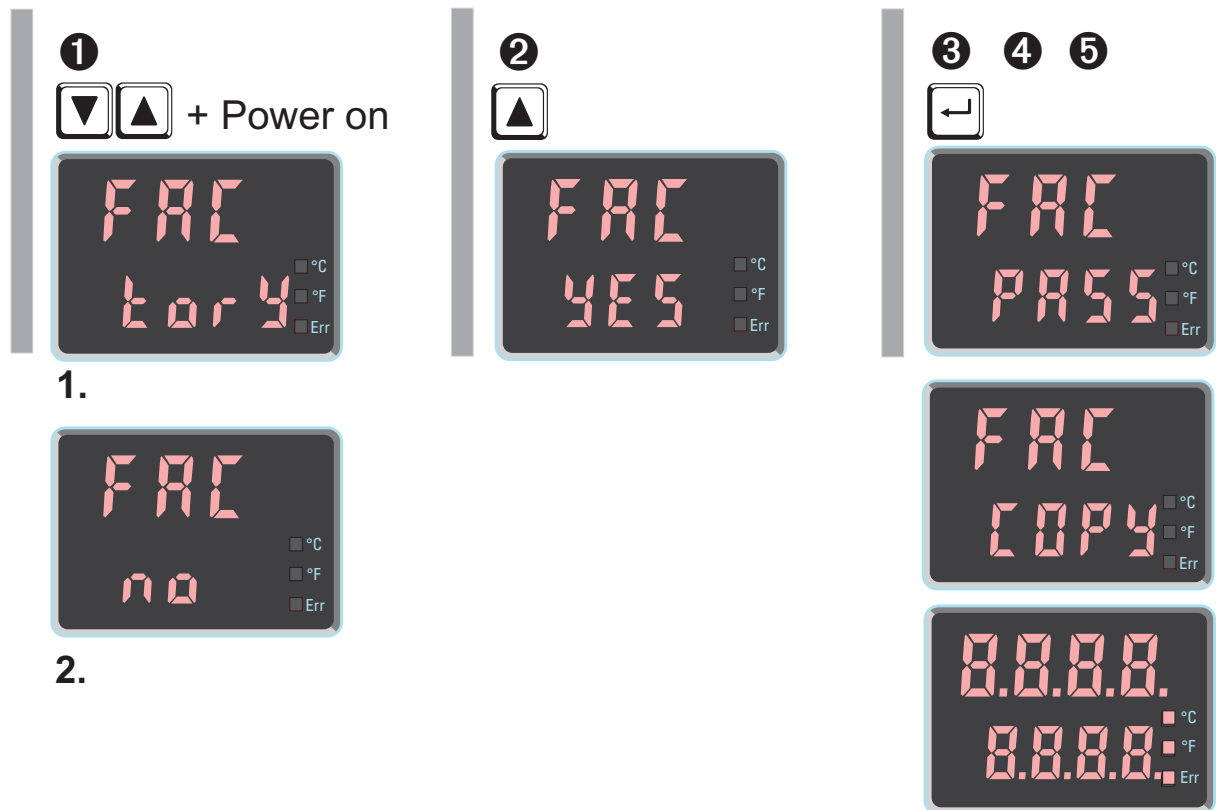 ❶
+ Power on
FAC
torY
°C
°F
Err
1.
FAC
no
°C
°F
Err
2.
❷
FAC
YES
°C
°F
Err
❸ ❹ ❺
FAC
PASS
°C
°F
Err
FAC
COPY
°C
°F
Err
8.8.8.8.
8.8.8.8.
°C
°F
Err